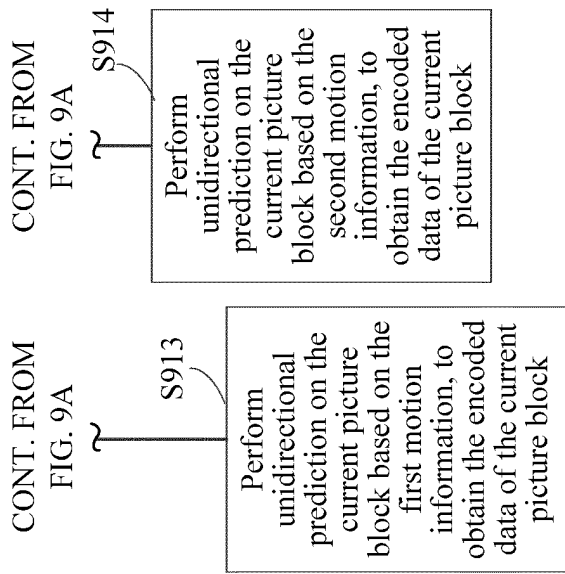 CONT. FROM
FIG. 9A
S913
Perform
unidirectional
prediction on the
current picture
block based on the
first motion
information, to
obtain the encoded
data of the current
picture block
CONT. FROM
FIG. 9A
S914
Perform
unidirectional
prediction on the
current picture
block based on the
second motion
information, to
obtain the encoded
data of the current
picture block